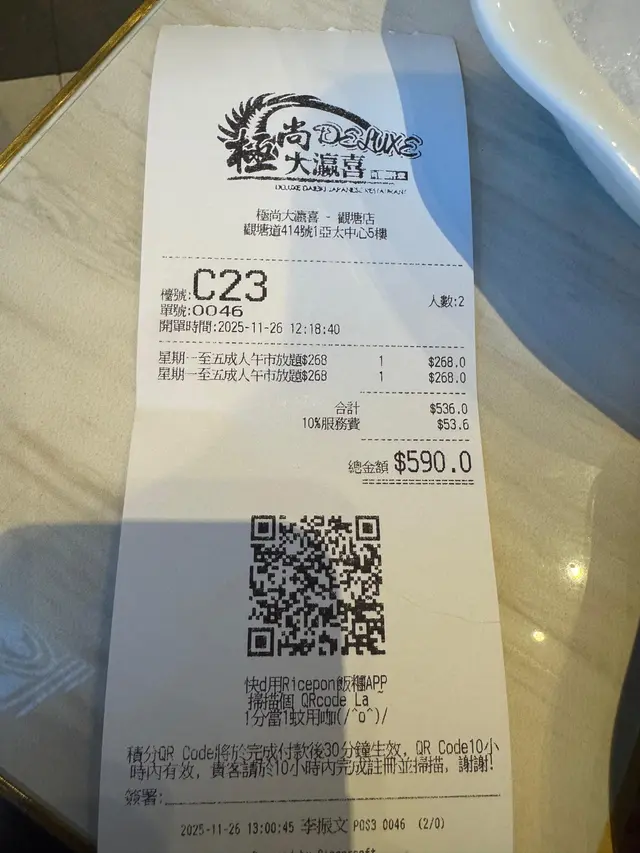 極尚 DELUXE
大瀛喜
DELUXE DAIEKI JAPANESE RESTAURANT
極尚大瀛喜 - 觀塘店
觀塘道414號1亞太中心5樓
檯號:C23
人數:2
單號:0046
開單時間:2025-11-26 12:18:40
星期一至五成人午市放題$268 1 $268.0
星期一至五成人午市放題$268 1 $268.0
合計 $536.0
10%服務費 $53.6
總金額 $590.0
快d用Ricepon飯糰APP
掃描個 QRcode La ~
1分當1蚊用咖(/^o^)/
積分QR Code將於完成付款後30分鐘生效, QR Code10小
時內有效, 貴客請於10小時內完成註冊並掃描, 謝謝!
簽署:
2025-11-26 13:00:45 李振文 POS3 0046 (2/0)